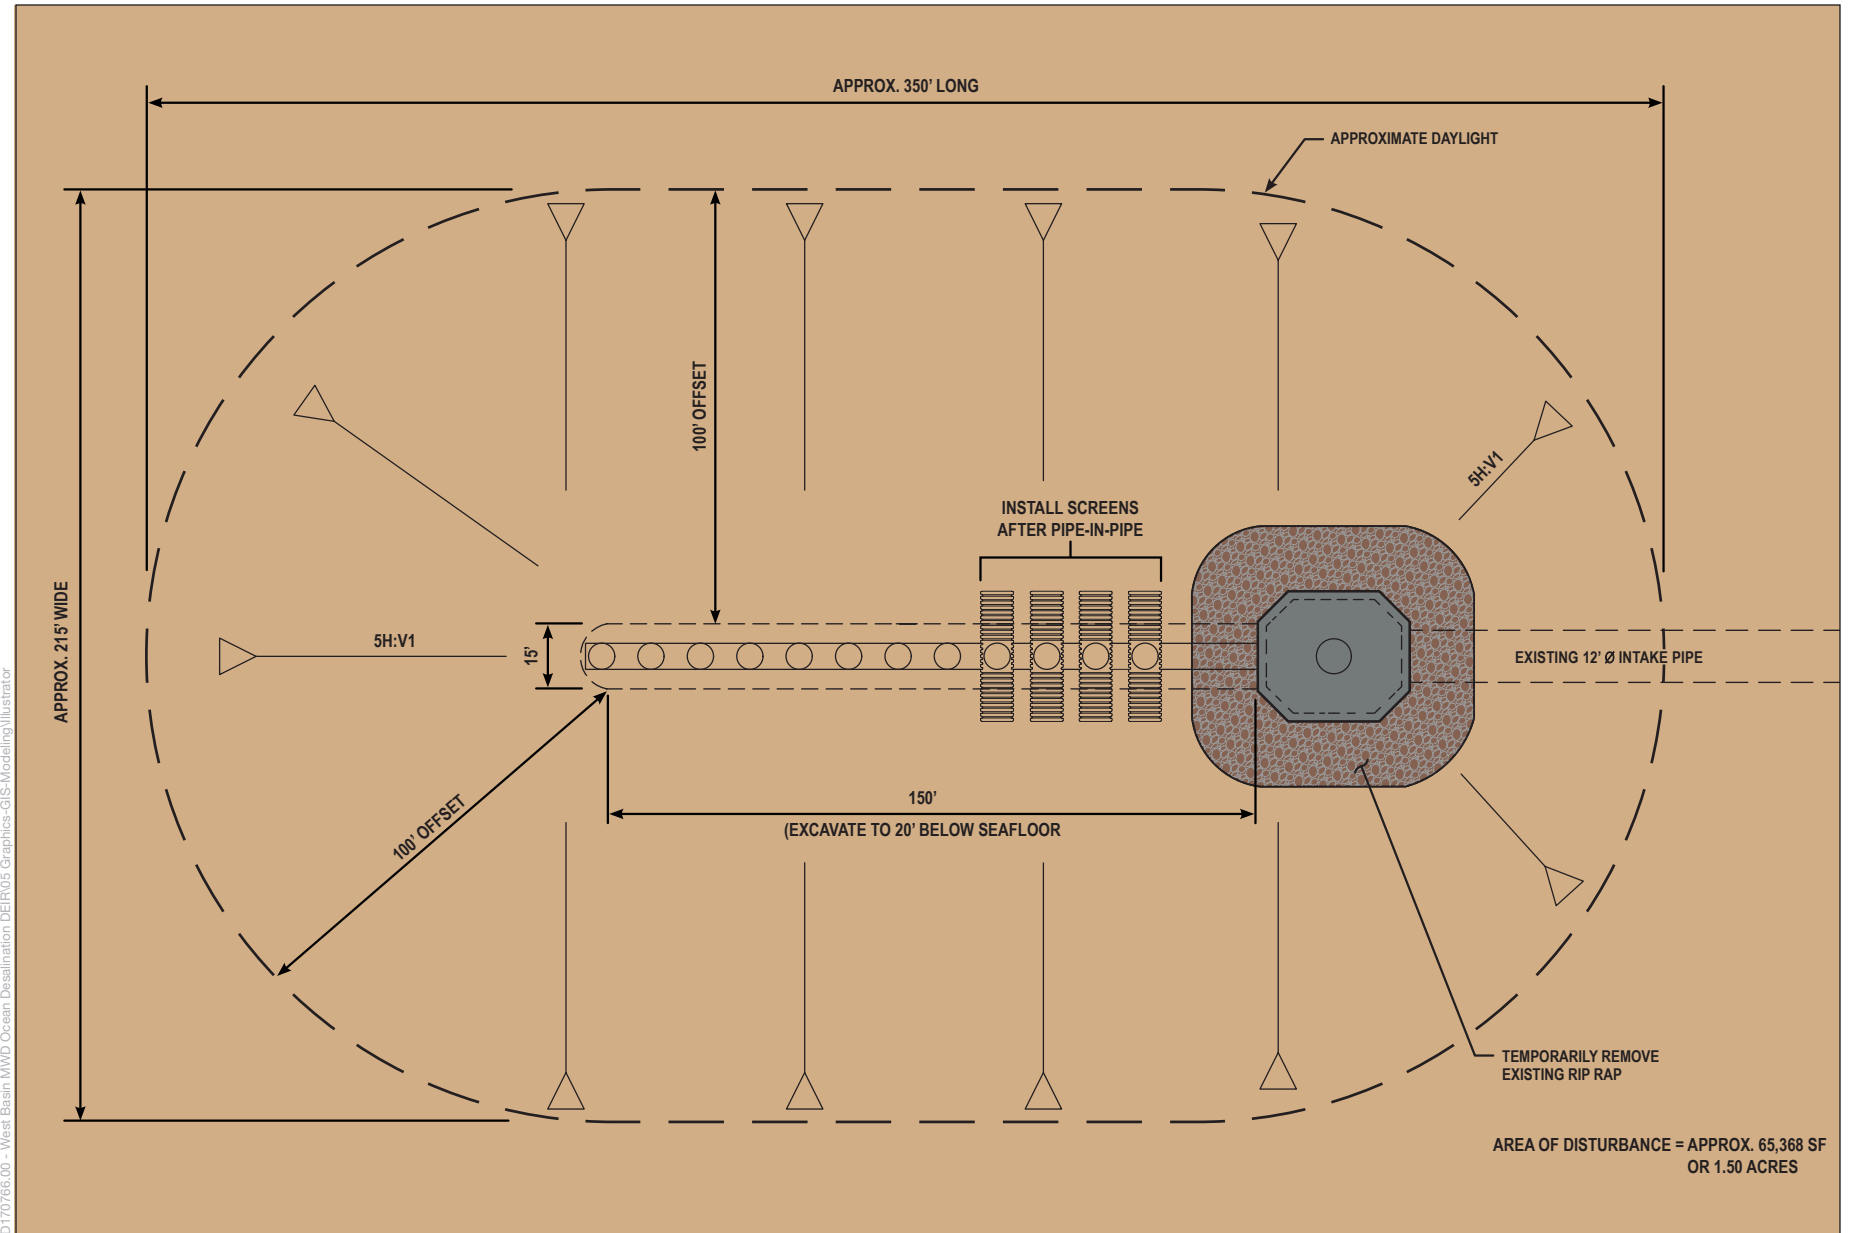 APPROX. 350’ LONG
APPROXIMATE DAYLIGHT
100’ OFFSET
5H:V1
INSTALL SCREENS
AFTER PIPE-IN-PIPE
APPROX. 215’ WIDE
5H:V1
15’
EXISTING 12’ Ø INTAKE PIPE
150’
(EXCAVATE TO 20’ BELOW SEAFLOOR
100’ OFFSET
TEMPORARILY REMOVE
EXISTING RIP RAP
AREA OF DISTURBANCE = APPROX. 65,368 SF
OR 1.50 ACRES
D170766.00 - West Basin MWD Ocean Desalination DEIR\05 Graphics-GIS-Modeling\Illustrator